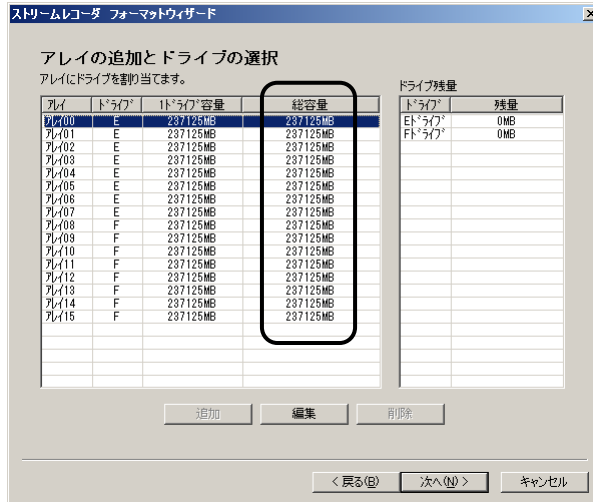 ストリームレコーダ フォーマットウィザード
アレイの追加とドライブの選択
アレイにドライブを割り当てます。
ドライブ残量
アレイ ドライブ 1ドライブ容量 総容量
アレイ00 E 237125MB 237125MB
アレイ01 E 237125MB 237125MB
アレイ02 E 237125MB 237125MB
アレイ03 E 237125MB 237125MB
アレイ04 E 237125MB 237125MB
アレイ05 E 237125MB 237125MB
アレイ06 E 237125MB 237125MB
アレイ07 E 237125MB 237125MB
アレイ08 F 237125MB 237125MB
アレイ09 F 237125MB 237125MB
アレイ10 F 237125MB 237125MB
アレイ11 F 237125MB 237125MB
アレイ12 F 237125MB 237125MB
アレイ13 F 237125MB 237125MB
アレイ14 F 237125MB 237125MB
アレイ15 F 237125MB 237125MB
ドライブ 残量
Eドライブ 0MB
Fドライブ 0MB
追加 編集 削除
< 戻る(B) 次へ(N) > キャンセル